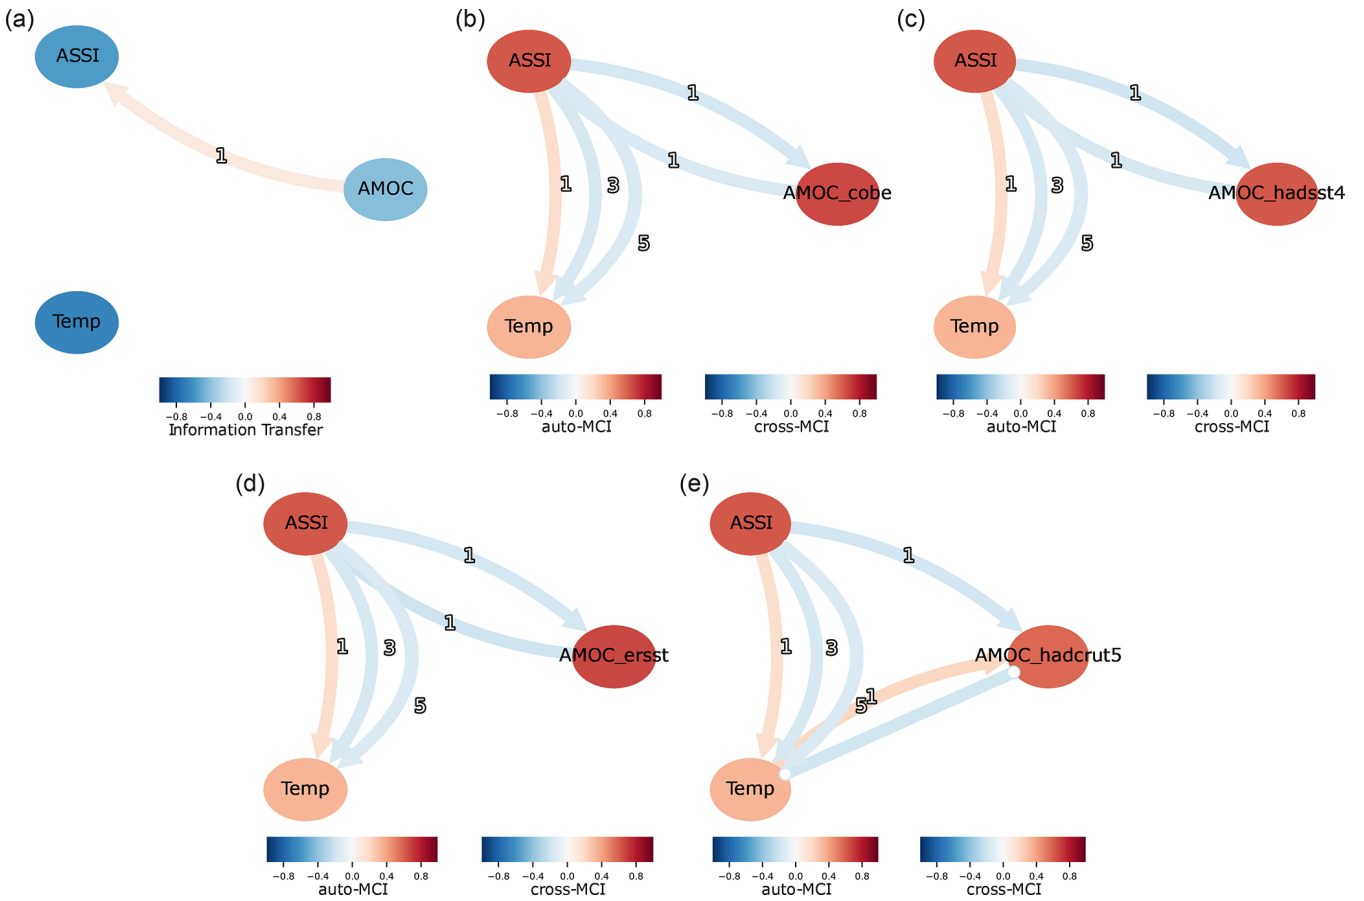 (a)
ASSI
1
AMOC
Temp
−0.8 −0.4 0.0 0.4 0.8
Information Transfer
(b)
ASSI
1
1
1
3
5
AMOC_cobe
Temp
−0.8 −0.4 0.0 0.4 0.8
auto-MCI
−0.8 −0.4 0.0 0.4 0.8
cross-MCI
(c)
ASSI
1
1
1
3
5
AMOC_hadsst4
Temp
−0.8 −0.4 0.0 0.4 0.8
auto-MCI
−0.8 −0.4 0.0 0.4 0.8
cross-MCI
(d)
ASSI
1
1
1
3
5
AMOC_ersst
Temp
−0.8 −0.4 0.0 0.4 0.8
auto-MCI
−0.8 −0.4 0.0 0.4 0.8
cross-MCI
(e)
ASSI
1
1
3
AMOC_hadcrut5
5
1
Temp
−0.8 −0.4 0.0 0.4 0.8
auto-MCI
−0.8 −0.4 0.0 0.4 0.8
cross-MCI